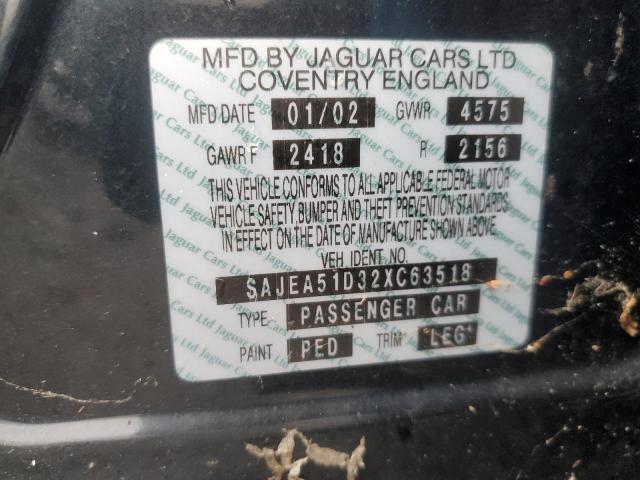 MFD BY JAGUAR CARS LTD
COVENTRY ENGLAND
MFD DATE 01/02 GVWR 4575
GAWR F 2418 R 2156
THIS VEHICLE CONFORMS TO ALL APPLICABLE FEDERAL MOTOR
VEHICLE SAFETY BUMPER AND THEFT PREVENTION STANDARDS
IN EFFECT ON THE DATE OF MANUFACTURE SHOWN ABOVE.
VEH IDENT NO.
SAJEA51D32XC63518
TYPE PASSENGER CAR
PAINT PED TRIM LEG